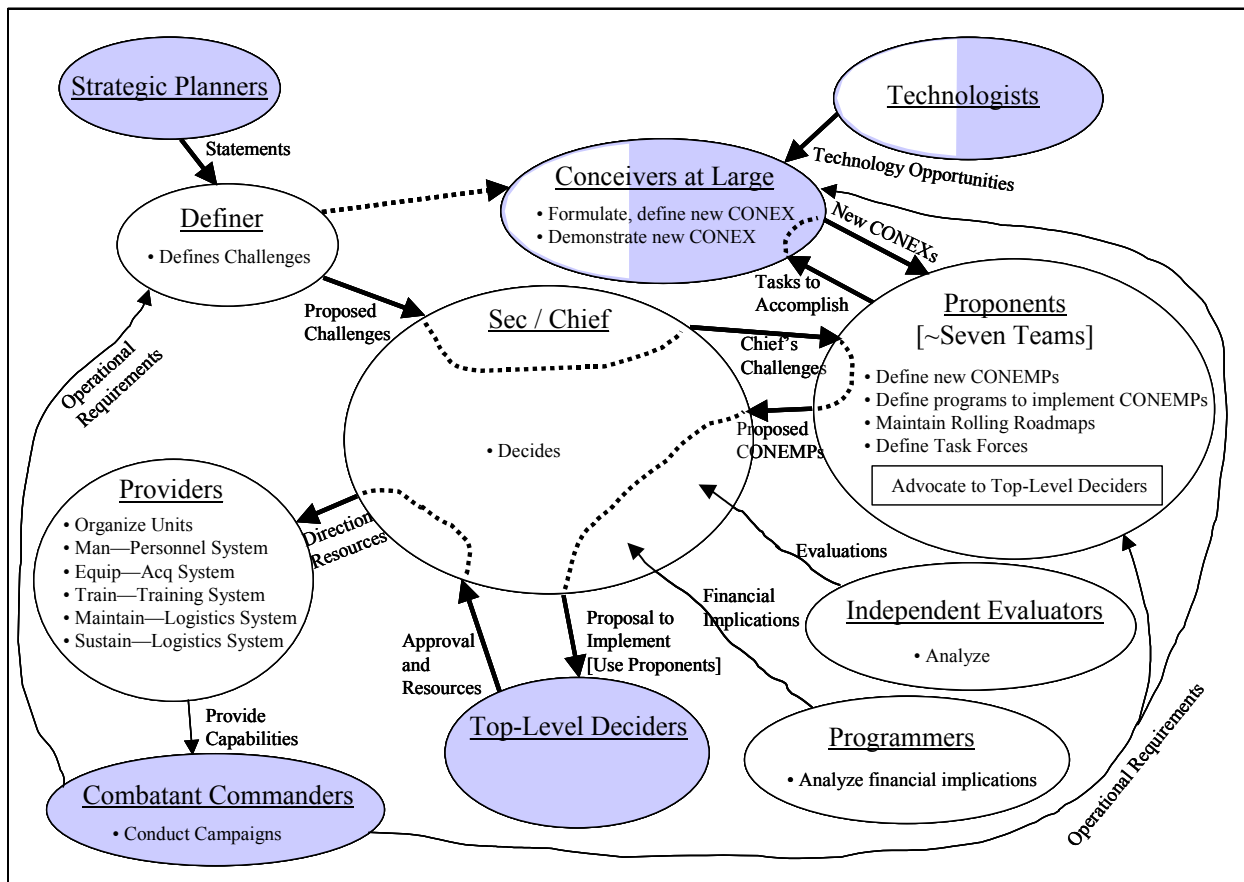 Strategic Planners
Statements
Technologists
Technology Opportunities
Definer
• Defines Challenges
Conceivers at Large
• Formulate, define new CONEX
• Demonstrate new CONEX
New CONEXs
Tasks to
Accomplish
Proposed
Challenges
Sec / Chief
• Decides
Chief's
Challenges
Proposed
CONEMPs
Proponents
[~Seven Teams]
• Define new CONEMPs
• Define programs to implement CONEMPs
• Maintain Rolling Roadmaps
• Define Task Forces
Advocate to Top-Level Deciders
Operational
Requirements
Providers
• Organize Units
• Man—Personnel System
• Equip—Acq System
• Train—Training System
• Maintain—Logistics System
• Sustain—Logistics System
Direction
Resources
Evaluations
Financial
Implications
Independent Evaluators
• Analyze
Approval
and
Resources
Proposal to
Implement
[Use Proponents]
Top-Level Deciders
Programmers
• Analyze financial implications
Provide
Capabilities
Combatant Commanders
• Conduct Campaigns
Operational Requirements